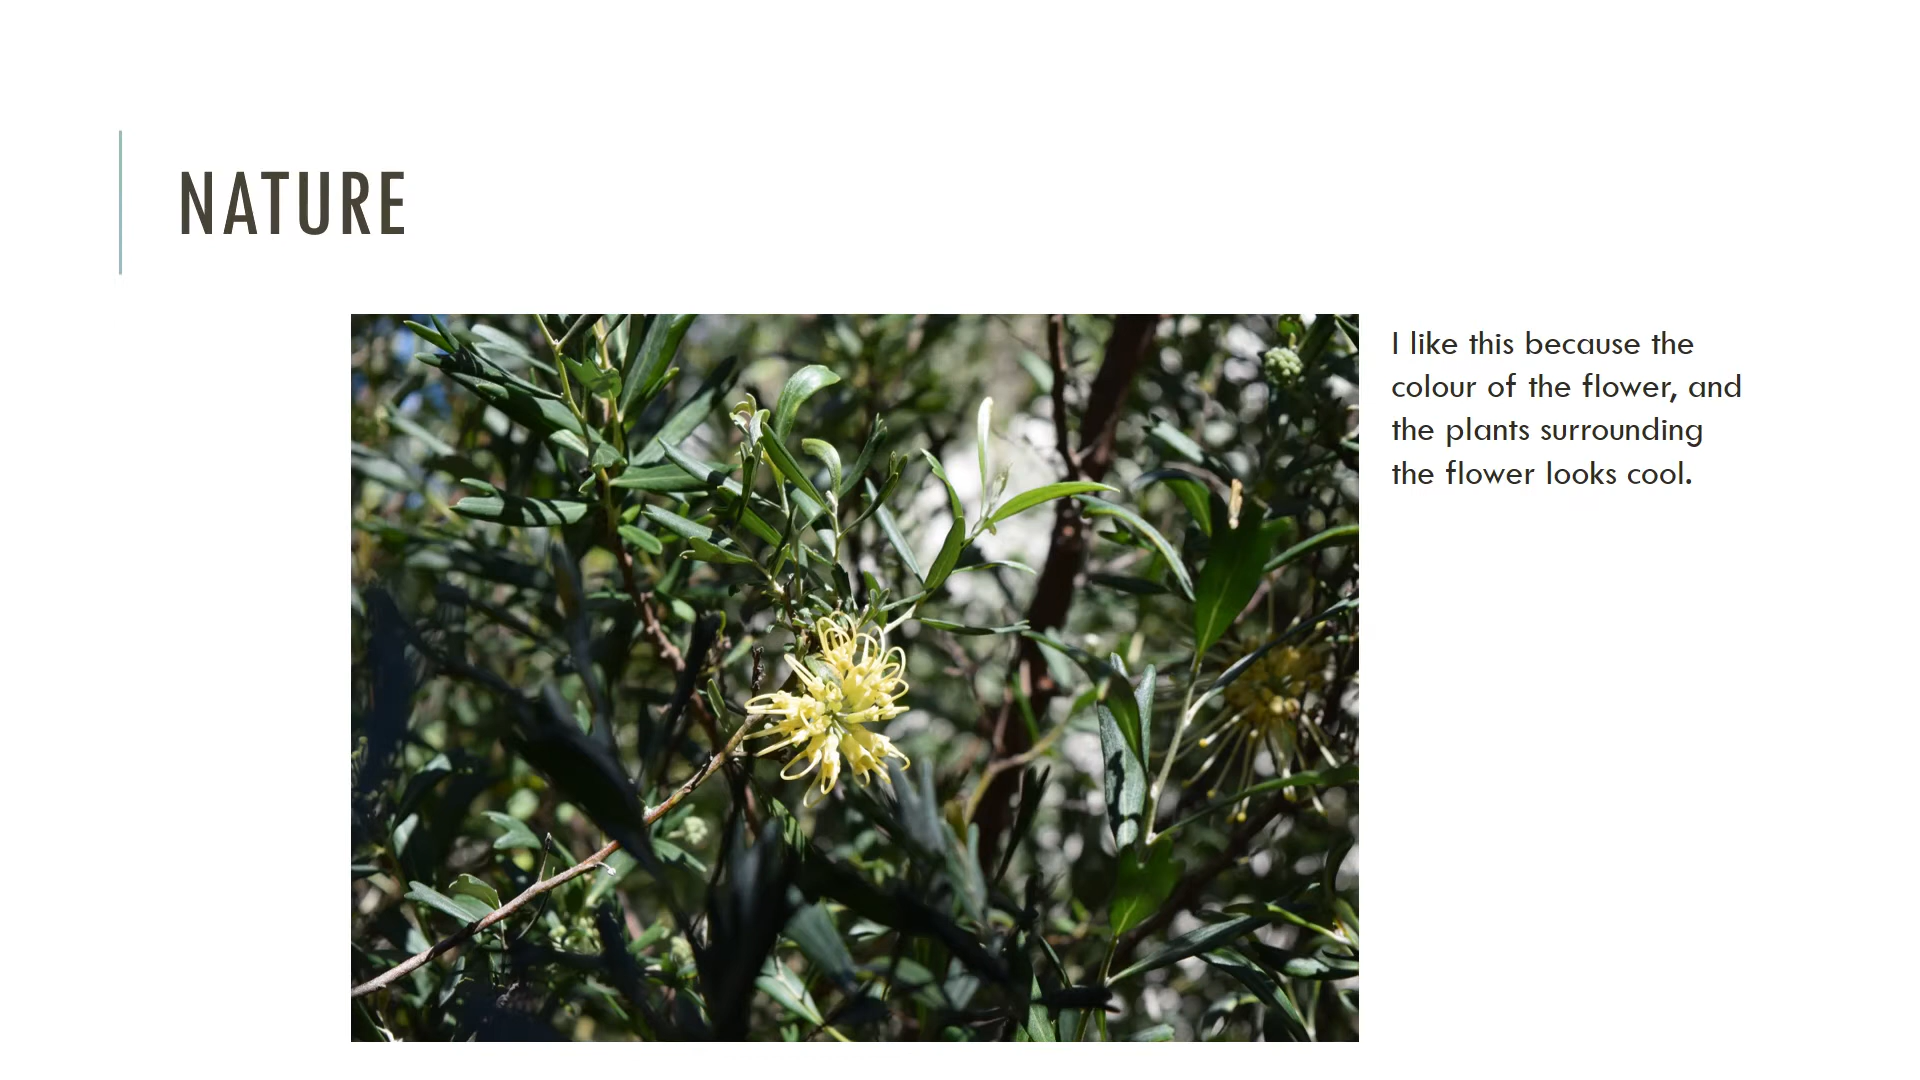 NATURE
I like this because the
colour of the flower, and
the plants surrounding
the flower looks cool.